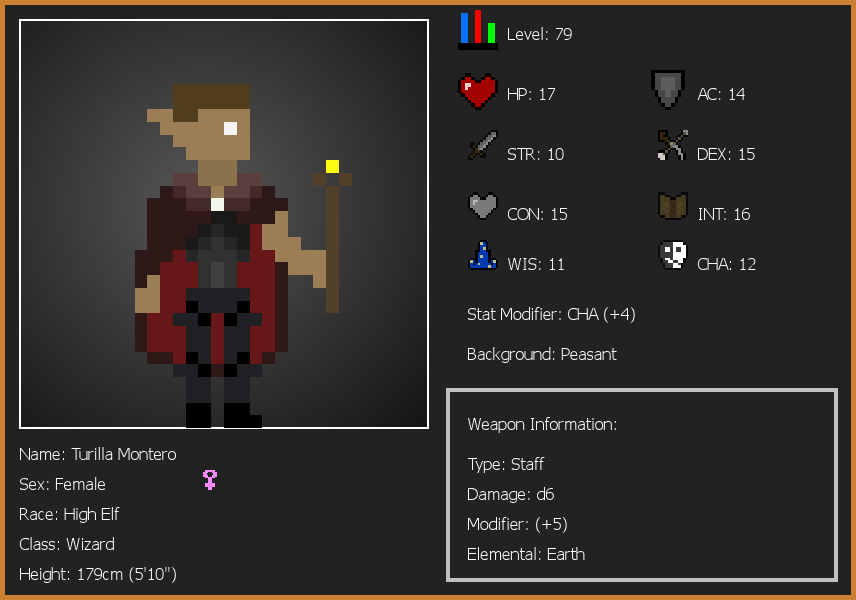 Level: 79
HP: 17
AC: 14
STR: 10
DEX: 15
CON: 15
INT: 16
WIS: 11
CHA: 12
Stat Modifier: CHA (+4)
Background: Peasant
Weapon Information:
Type: Staff
Damage: d6
Modifier: (+5)
Elemental: Earth
Name: Turilla Montero
Sex: Female
Race: High Elf
Class: Wizard
Height: 179cm (5'10")